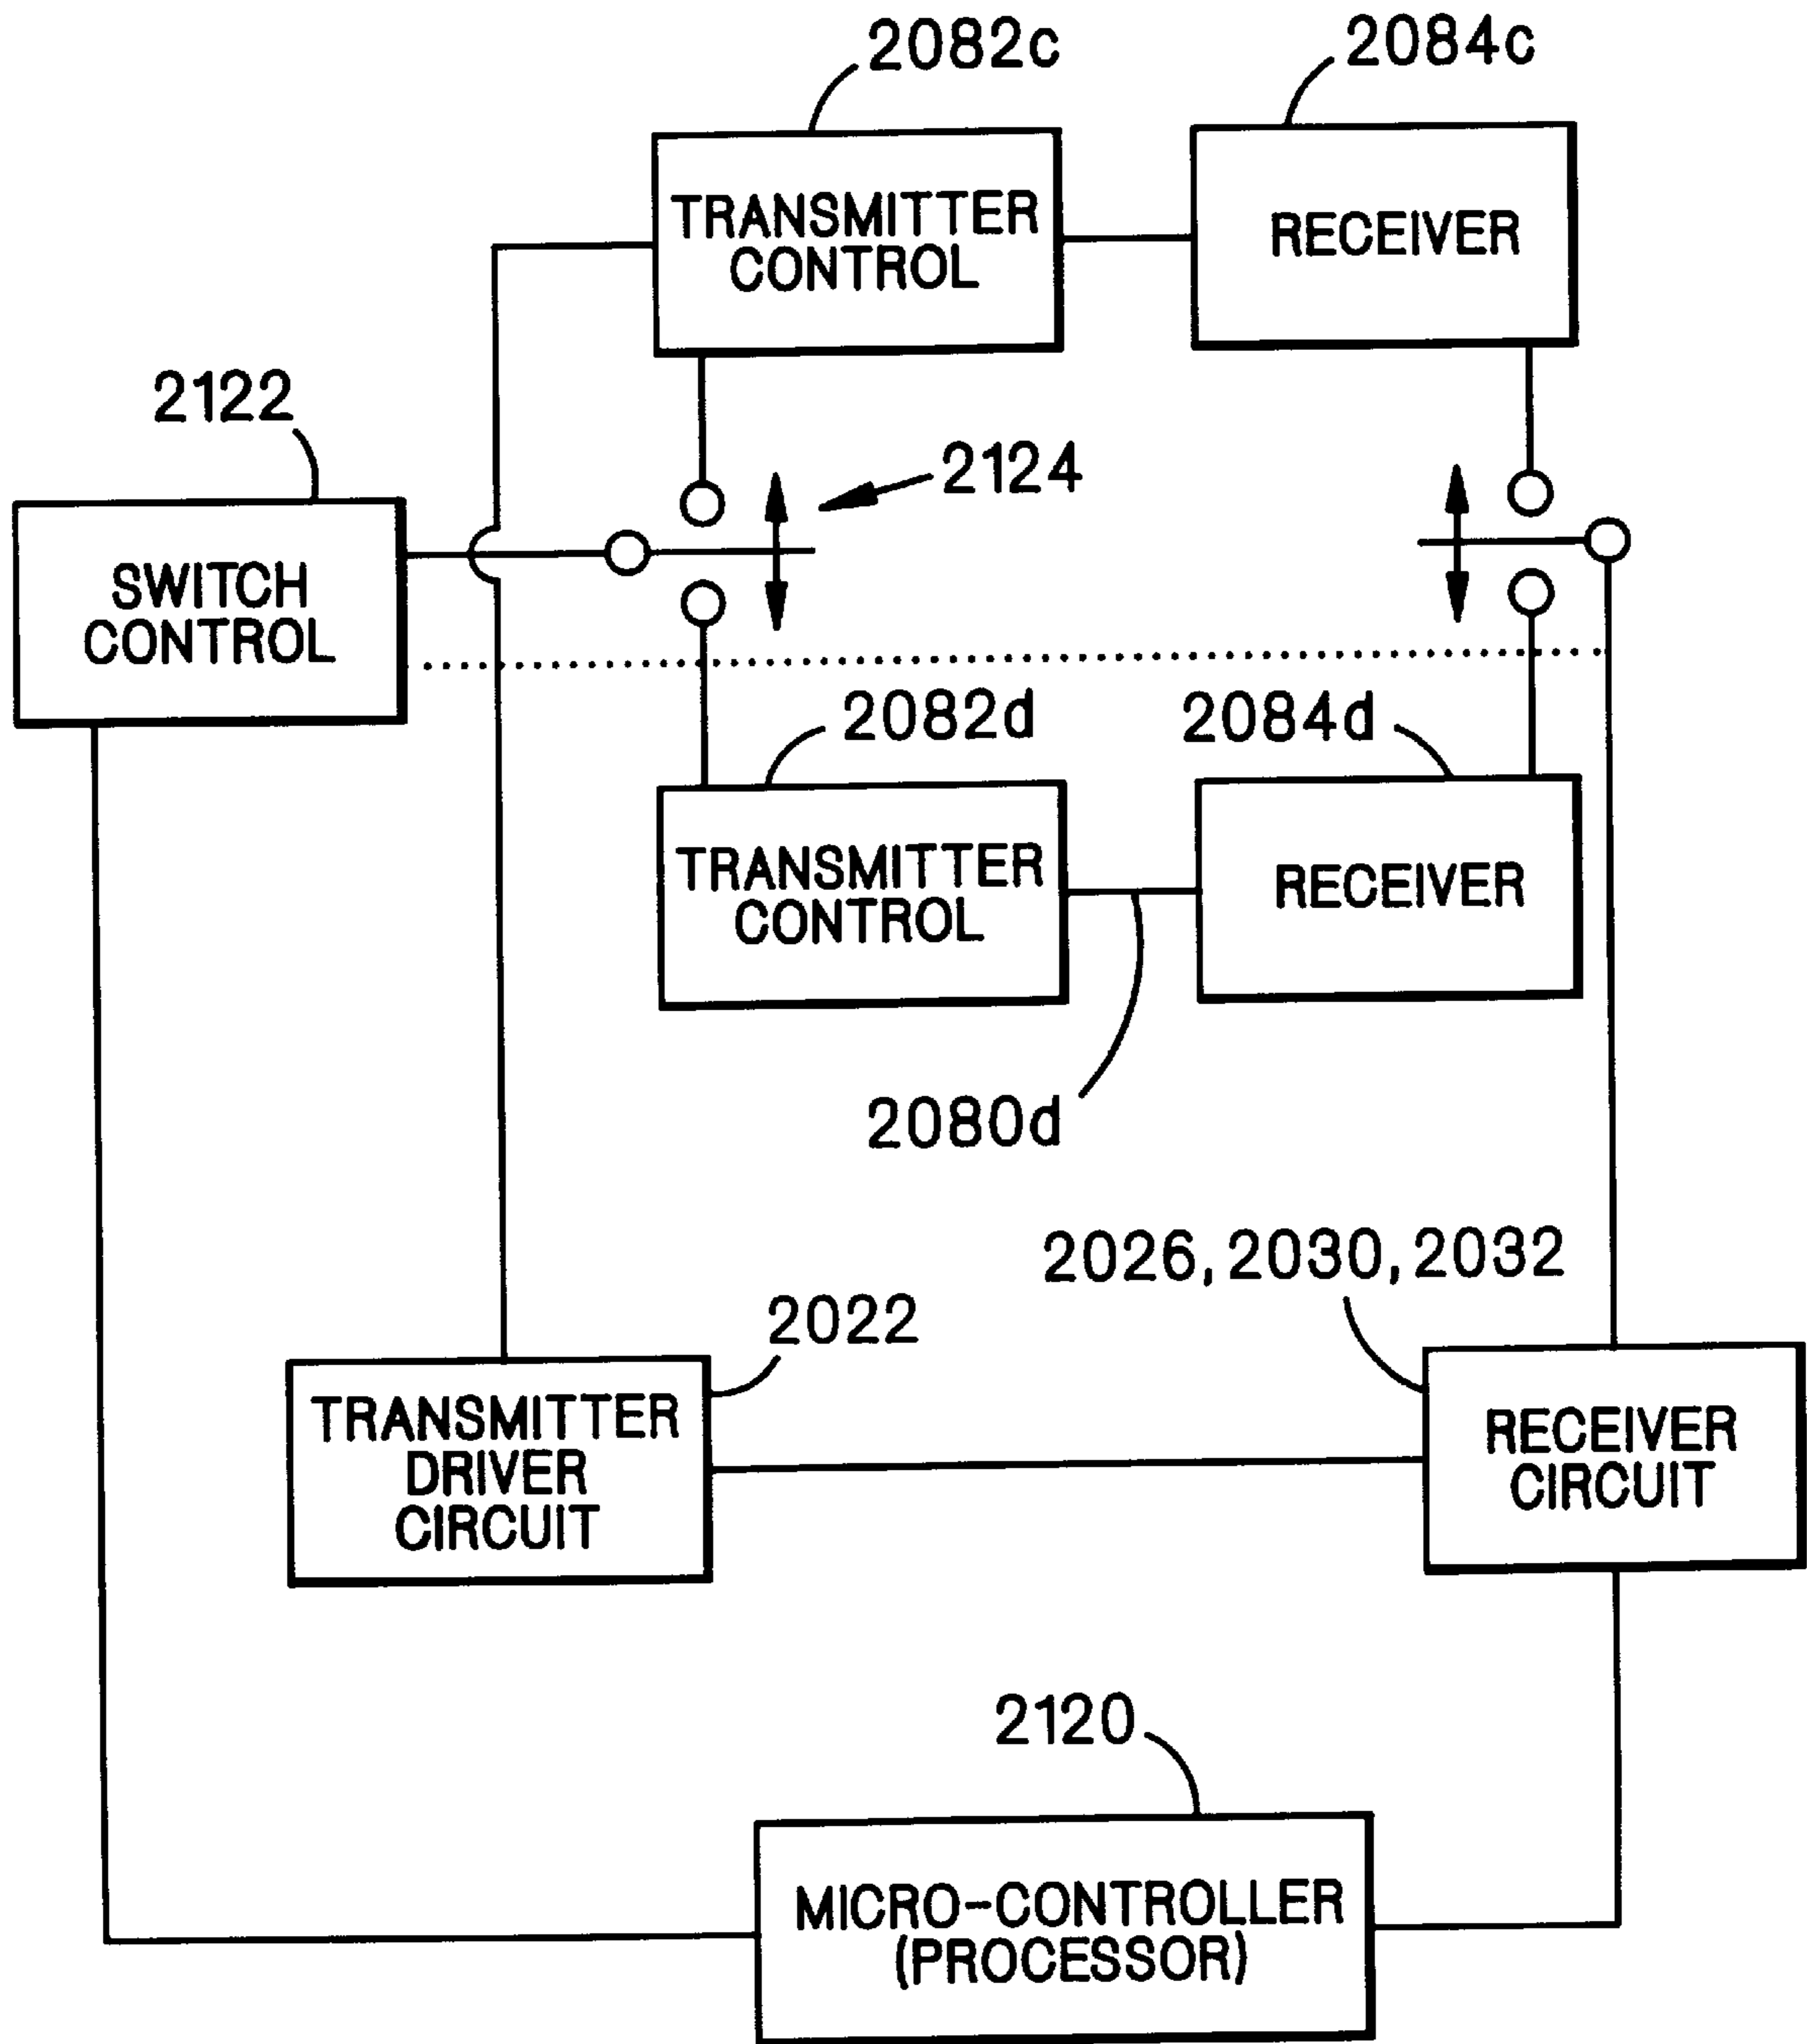 2082c
2084c
TRANSMITTER
CONTROL
RECEIVER
2122
2124
SWITCH
CONTROL
2082d
2084d
TRANSMITTER
CONTROL
RECEIVER
2080d
2026,2030,2032
2022
TRANSMITTER
DRIVER
CIRCUIT
RECEIVER
CIRCUIT
2120
MICRO-CONTROLLER
(PROCESSOR)